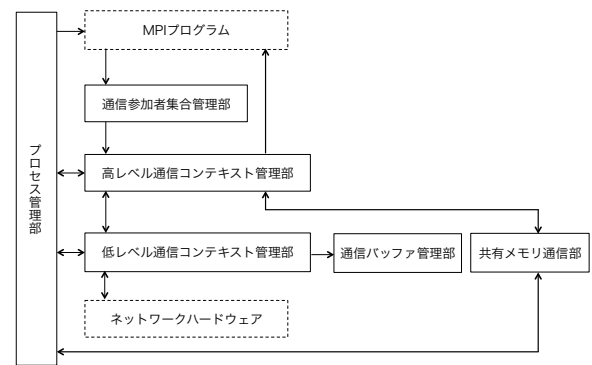 MPIプログラム
通信参加者集合管理部
プロセス管理部
高レベル通信コンテキスト管理部
低レベル通信コンテキスト管理部
通信バッファ管理部
共有メモリ通信部
ネットワークハードウェア